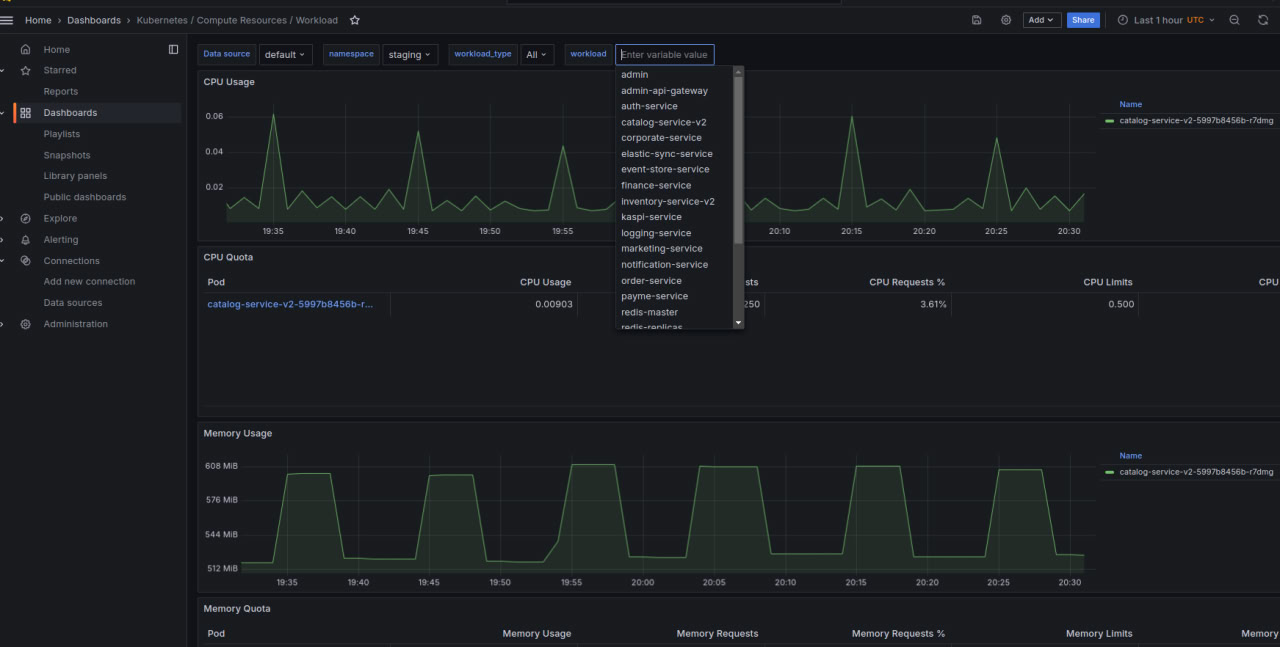 Home › Dashboards › Kubernetes / Compute Resources / Workload
Add
Share
Last 1 hour UTC
Home
Starred
Reports
Dashboards
Playlists
Snapshots
Library panels
Public dashboards
Explore
Alerting
Connections
Add new connection
Data sources
Administration
Data source default namespace staging workload_type All workload Enter variable value
admin
admin-api-gateway
auth-service
catalog-service-v2
corporate-service
elastic-sync-service
event-store-service
finance-service
inventory-service-v2
kaspi-service
logging-service
marketing-service
notification-service
order-service
payme-service
redis-master
redis-replicas
CPU Usage
0.06
0.04
0.02
19:35 19:40 19:45 19:50 19:55 20:10 20:15 20:20 20:25 20:30
Name
catalog-service-v2-5997b8456b-r7dmg
CPU Quota
Pod CPU Usage sts CPU Requests % CPU Limits CPU
catalog-service-v2-5997b8456b-r... 0.00903 250 3.61% 0.500
Memory Usage
608 MiB
576 MiB
544 MiB
512 MiB
19:35 19:40 19:45 19:50 19:55 20:00 20:05 20:10 20:15 20:20 20:25 20:30
Name
catalog-service-v2-5997b8456b-r7dmg
Memory Quota
Pod Memory Usage Memory Requests Memory Requests % Memory Limits Memory